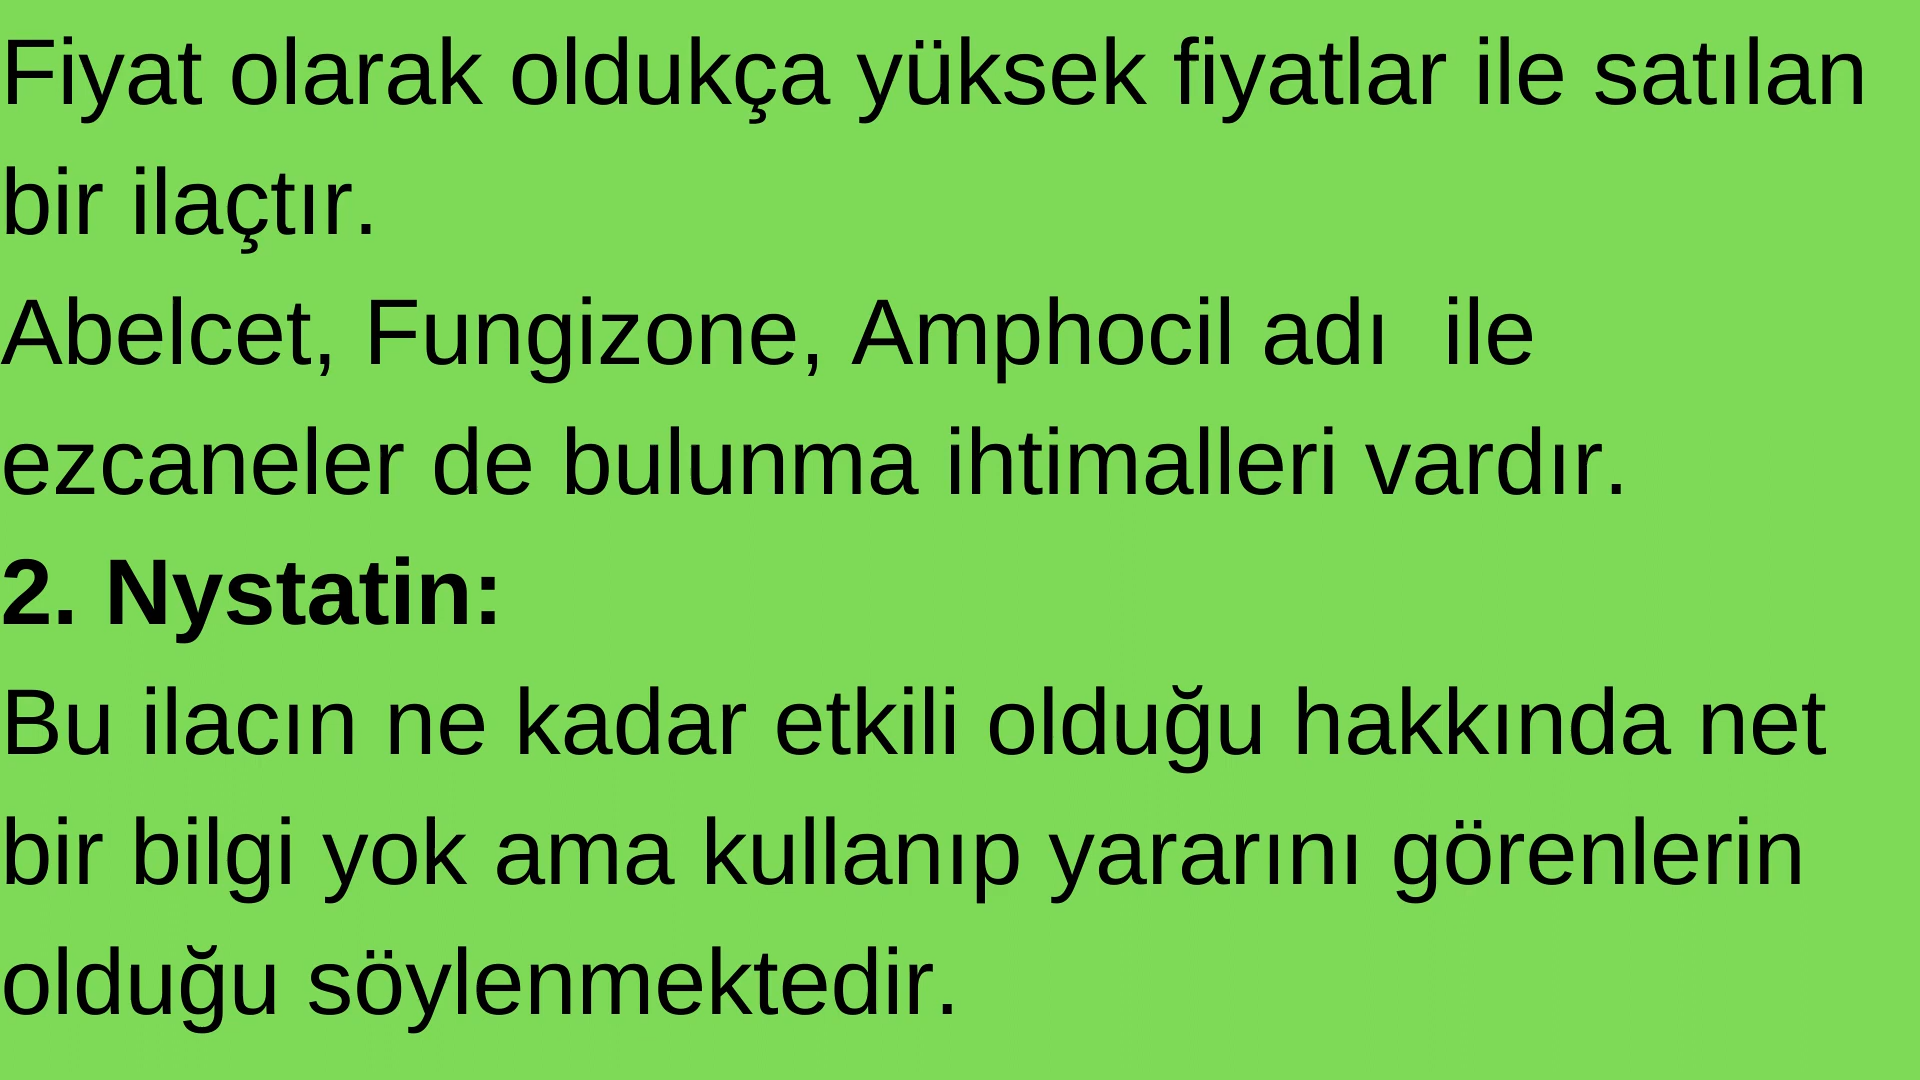 Fiyat olarak oldukça yüksek fiyatlar ile satılan
bir ilaçtır.
Abelcet, Fungizone, Amphocil adı  ile
ezcaneler de bulunma ihtimalleri vardır.
2. Nystatin:
Bu ilacın ne kadar etkili olduğu hakkında net
bir bilgi yok ama kullanıp yararını görenlerin
olduğu söylenmektedir.